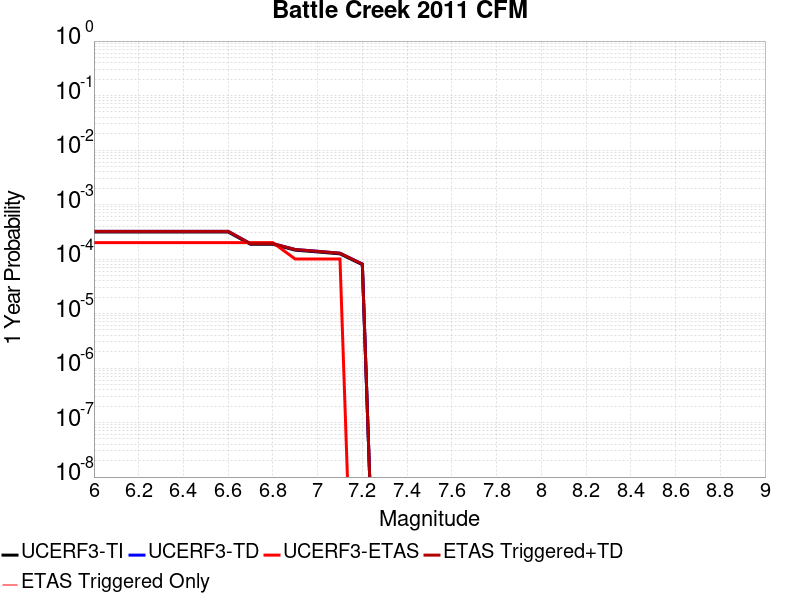 Battle Creek 2011 CFM
1 Year Probability
10 0
10 -1
10 -2
10 -3
10 -4
10 -5
10 -6
10 -7
10 -8
6 6.2 6.4 6.6 6.8 7 7.2 7.4 7.6 7.8 8 8.2 8.4 8.6 8.8 9
Magnitude
UCERF3-TI UCERF3-TD UCERF3-ETAS ETAS Triggered+TD
ETAS Triggered Only